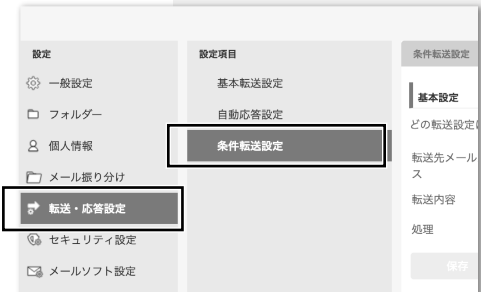 設定
一般設定
フォルダー
個人情報
メール振り分け
転送・応答設定
セキュリティ設定
メールソフト設定
設定項目
基本転送設定
自動応答設定
条件転送設定
条件転送設定
基本設定
どの転送設定に
転送先メール
ス
転送内容
処理
保存